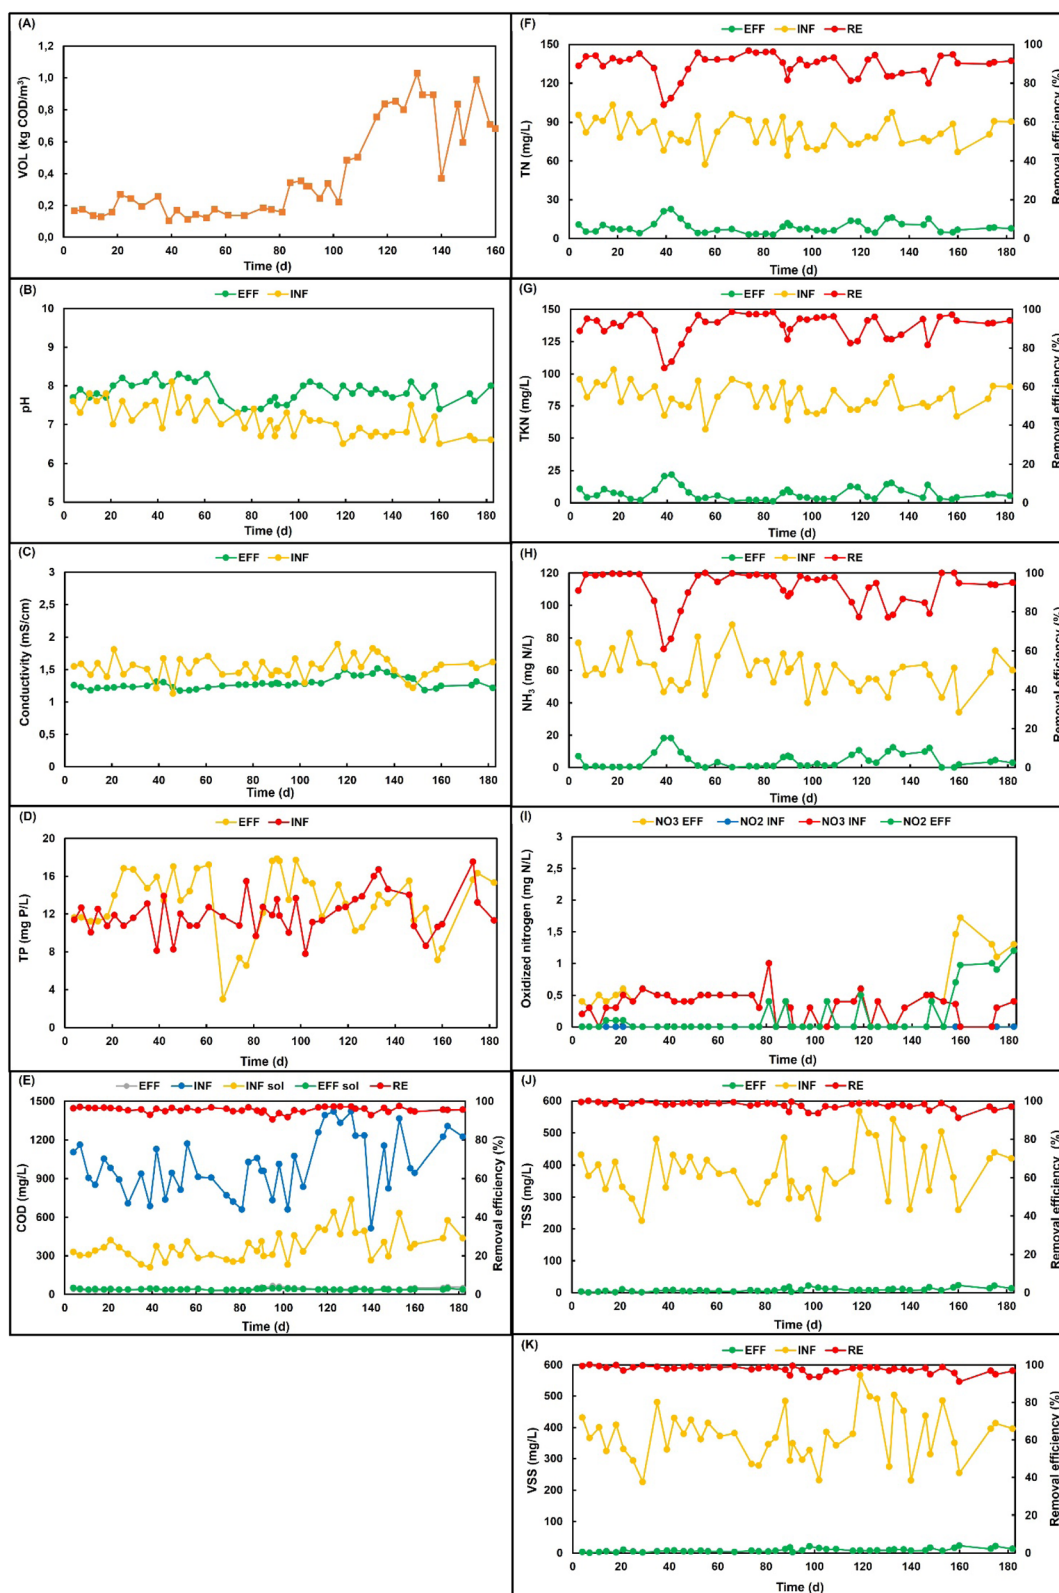 (A)
VOL (kg COD/m³)
1,2
1,0
0,8
0,6
0,4
0,2
0,0
0 20 40 60 80 100 120 140 160
Time (d)
(B)
EFF INF
pH
10
9
8
7
6
5
0 20 40 60 80 100 120 140 160 180
Time (d)
(C)
EFF INF
Conductivity (mS/cm)
3
2,5
2
1,5
1
0,5
0
0 20 40 60 80 100 120 140 160 180
Time (d)
(D)
EFF INF
TP (mg P/L)
20
16
12
8
4
0
0 20 40 60 80 100 120 140 160 180
Time (d)
(E)
EFF INF INF sol EFF sol RE
COD (mg/L)
1500
1200
900
600
300
0
100
80
60
40
20
0
Removal efficiency (%)
0 20 40 60 80 100 120 140 160 180
Time (d)
(F)
EFF INF RE
TN (mg/L)
150
120
90
60
30
0
100
80
60
40
20
0
Removal efficiency (%)
0 20 40 60 80 100 120 140 160 180
Time (d)
(G)
EFF INF RE
TKN (mg/L)
150
125
100
75
50
25
0
100
80
60
40
20
0
Removal efficiency (%)
0 20 40 60 80 100 120 140 160 180
Time (d)
(H)
EFF INF RE
NH₃ (mg N/L)
120
100
80
60
40
20
0
100
80
60
40
20
0
Removal efficiency (%)
0 20 40 60 80 100 120 140 160 180
Time (d)
(I)
NO3 EFF NO2 INF NO3 INF NO2 EFF
Oxidized nitrogen (mg N/L)
3
2,5
2
1,5
1
0,5
0
0 20 40 60 80 100 120 140 160 180
Time (d)
(J)
EFF INF RE
TSS (mg/L)
600
500
400
300
200
100
0
100
80
60
40
20
0
Removal efficiency (%)
0 20 40 60 80 100 120 140 160 180
Time (d)
(K)
EFF INF RE
VSS (mg/L)
600
500
400
300
200
100
0
100
80
60
40
20
0
Removal efficiency (%)
0 20 40 60 80 100 120 140 160 180
Time (d)